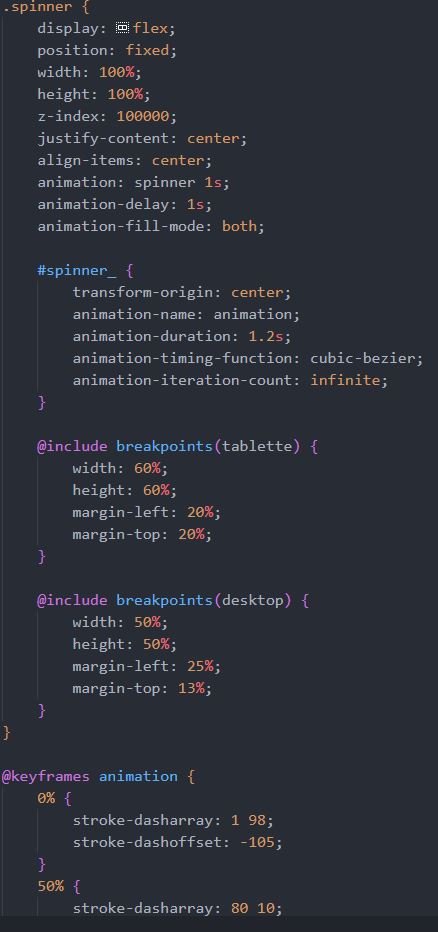 .spinner {
display: flex;
position: fixed;
width: 100%;
height: 100%;
z-index: 100000;
justify-content: center;
align-items: center;
animation: spinner 1s;
animation-delay: 1s;
animation-fill-mode: both;
#spinner_ {
transform-origin: center;
animation-name: animation;
animation-duration: 1.2s;
animation-timing-function: cubic-bezier;
animation-iteration-count: infinite;
}
@include breakpoints(tablette) {
width: 60%;
height: 60%;
margin-left: 20%;
margin-top: 20%;
}
@include breakpoints(desktop) {
width: 50%;
height: 50%;
margin-left: 25%;
margin-top: 13%;
}
}
@keyframes animation {
0% {
stroke-dasharray: 1 98;
stroke-dashoffset: -105;
}
50% {
stroke-dasharray: 80 10;